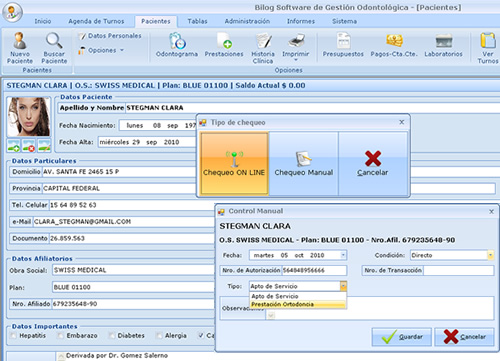 Bilog Software de Gestión Odontológica - [Pacientes]
Inicio Agenda de Turnos Pacientes Tablas Administración Informes Sistema
Nuevo Paciente Buscar Paciente Datos Personales Opciones Odontograma Prestaciones Historia Clínica Imprimir Presupuestos Pagos-Cta.Cte. Laboratorios Ver Turnos
Pacientes Opciones
STEGMAN CLARA | O.S.: SWISS MEDICAL | Plan: BLUE 01100 | Saldo Actual $ 0.00
Datos Paciente
Apellido y Nombre STEGMAN CLARA
Fecha Nacimiento: lunes 08 sep 197
Fecha Alta: miércoles 29 sep 2010
Tipo de chequeo
Chequeo ON LINE Chequeo Manual Cancelar
Datos Particulares
Domicilio AV. SANTA FE 2465 15 P
Provincia CAPITAL FEDERAL
Tel. Celular 15 64 89 52 63
e-Mail CLARA_STEGMAN@GMAIL.COM
Documento 26.859.563
Datos Afiliatorios
Obra Social: SWISS MEDICAL
Plan: BLUE 01100
Nro. Afiliado 679235648-90
Datos Importantes
Hepatitis Embarazo Diabetes Alergia Ca
Derivada por Dr. Gomez Salerno
Control Manual
STEGMAN CLARA
O.S. SWISS MEDICAL - Plan: BLUE 01100 - Nro.Afil. 679235648-90
Fecha: martes 05 oct 2010 Condición: Directo
Nro. de Autorización 564848956666 Nro. de Transacción:
Tipo: Apto de Servicio
Apto de Servicio
Prestación Ortodoncia
Observaciones
Guardar Cancelar